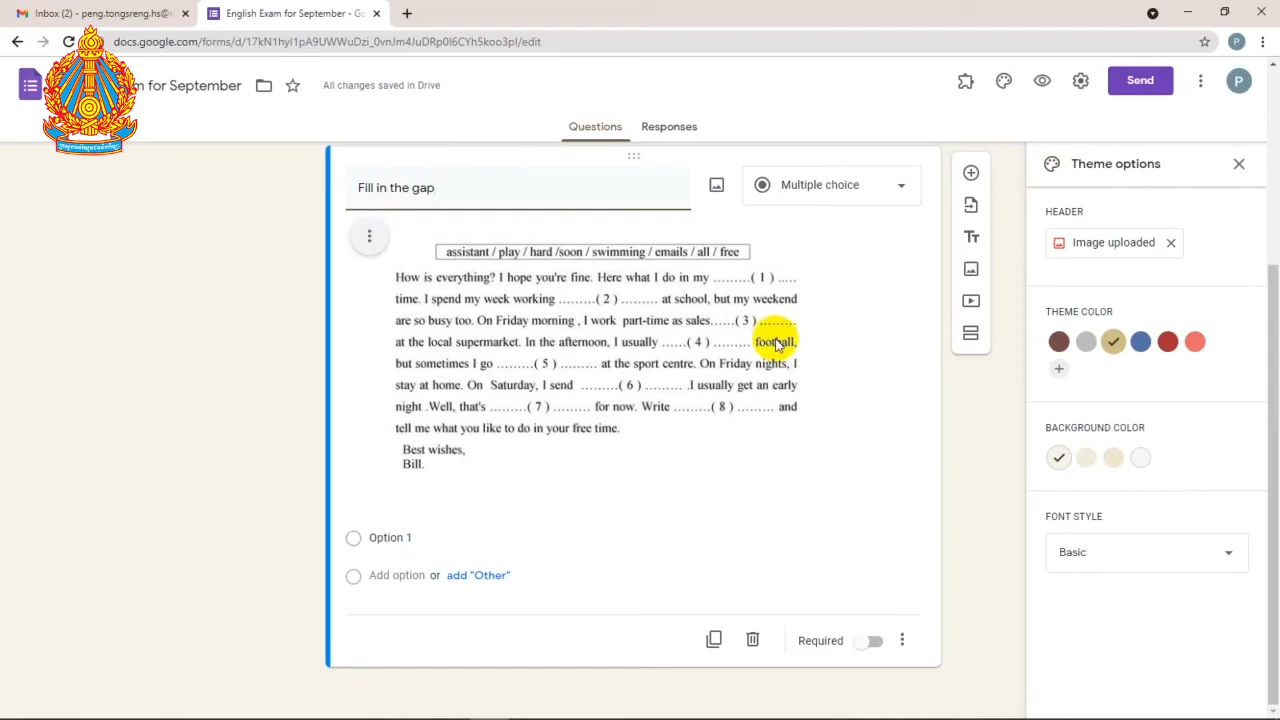 Inbox (2) - peng.tongsreng.hs@
English Exam for September - Go
docs.google.com/forms/d/17kN1hyI1pA9UWWuDzi_0vnJm4JuDRp0I6CYh5koo3pI/edit
P
m for September
All changes saved in Drive
Send
P
Questions
Responses
Fill in the gap
Multiple choice
assistant / play / hard /soon / swimming / emails / all / free
How is everything? I hope you're fine. Here what I do in my .........( 1 ) .....
time. I spend my week working .........( 2 ) ......... at school, but my weekend
are so busy too. On Friday morning , I work part-time as sales......( 3 ) .........
at the local supermarket. In the afternoon, I usually ......( 4 ) ......... football,
but sometimes I go .........( 5 ) ......... at the sport centre. On Friday nights, I
stay at home. On Saturday, I send .........( 6 ) ......... .I usually get an early
night .Well, that's .........( 7 ) ......... for now. Write .........( 8 ) ......... and
tell me what you like to do in your free time.
Best wishes,
Bill.
Option 1
Add option or add "Other"
Required
Theme options
HEADER
Image uploaded
THEME COLOR
BACKGROUND COLOR
FONT STYLE
Basic